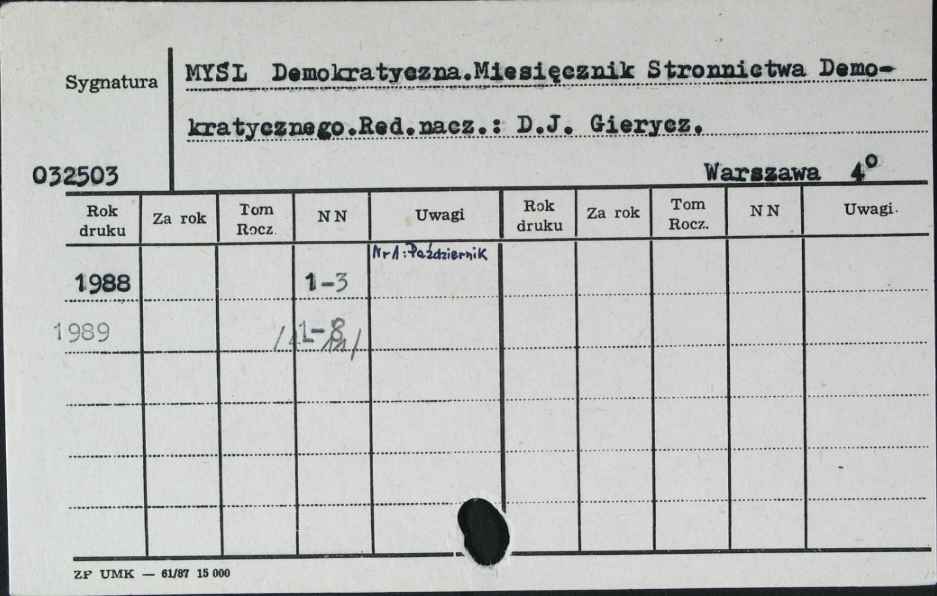 Sygnatura
MYŚL Demokratyczna.Miesięcznik Stronnictwa Demo-
kratycznego.Red.nacz.: D.J. Gierycz.
032503
Warszawa 4°
Rok druku Za rok Tom Rocz. NN Uwagi Rok druku Za rok Tom Rocz. NN Uwagi.
Nr 1: Październik
1988 1-3
1989 1-8
ZP UMK — 61/87 15 000